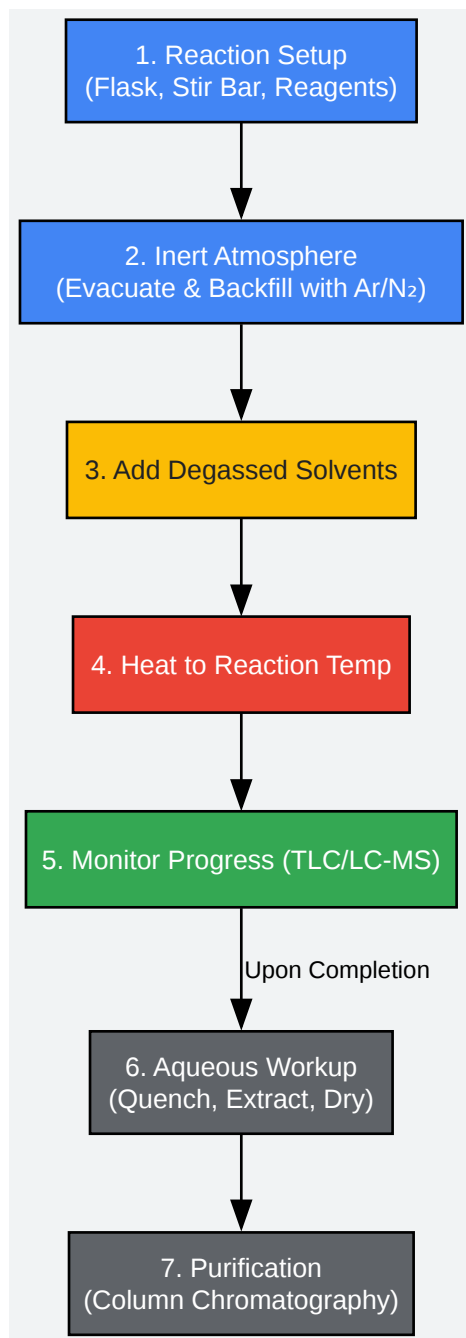 1. Reaction Setup
(Flask, Stir Bar, Reagents)
2. Inert Atmosphere
(Evacuate & Backfill with Ar/N₂)
3. Add Degassed Solvents
4. Heat to Reaction Temp
5. Monitor Progress (TLC/LC-MS)
Upon Completion
6. Aqueous Workup
(Quench, Extract, Dry)
7. Purification
(Column Chromatography)